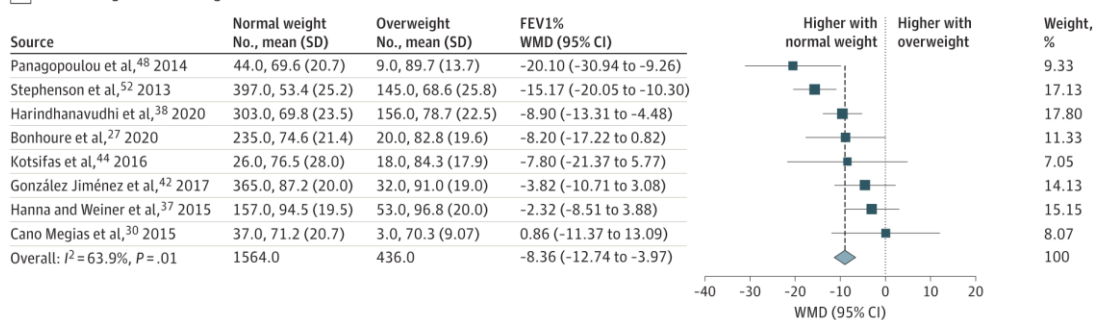 Normal weight Overweight FEV1% Higher with Higher with Weight,
Source No., mean (SD) No., mean (SD) WMD (95% CI) normal weight overweight %
Panagopoulou et al,48 2014 44.0, 69.6 (20.7) 9.0, 89.7 (13.7) -20.10 (-30.94 to -9.26) 9.33
Stephenson et al,52 2013 397.0, 53.4 (25.2) 145.0, 68.6 (25.8) -15.17 (-20.05 to -10.30) 17.13
Harindhanavudhi et al,38 2020 303.0, 69.8 (23.5) 156.0, 78.7 (22.5) -8.90 (-13.31 to -4.48) 17.80
Bonhoure et al,27 2020 235.0, 74.6 (21.4) 20.0, 82.8 (19.6) -8.20 (-17.22 to 0.82) 11.33
Kotsifas et al,44 2016 26.0, 76.5 (28.0) 18.0, 84.3 (17.9) -7.80 (-21.37 to 5.77) 7.05
González Jiménez et al,42 2017 365.0, 87.2 (20.0) 32.0, 91.0 (19.0) -3.82 (-10.71 to 3.08) 14.13
Hanna and Weiner et al,37 2015 157.0, 94.5 (19.5) 53.0, 96.8 (20.0) -2.32 (-8.51 to 3.88) 15.15
Cano Megias et al,30 2015 37.0, 71.2 (20.7) 3.0, 70.3 (9.07) 0.86 (-11.37 to 13.09) 8.07
Overall: I2 = 63.9%, P = .01 1564.0 436.0 -8.36 (-12.74 to -3.97) 100
-40 -30 -20 -10 0 10 20
WMD (95% CI)